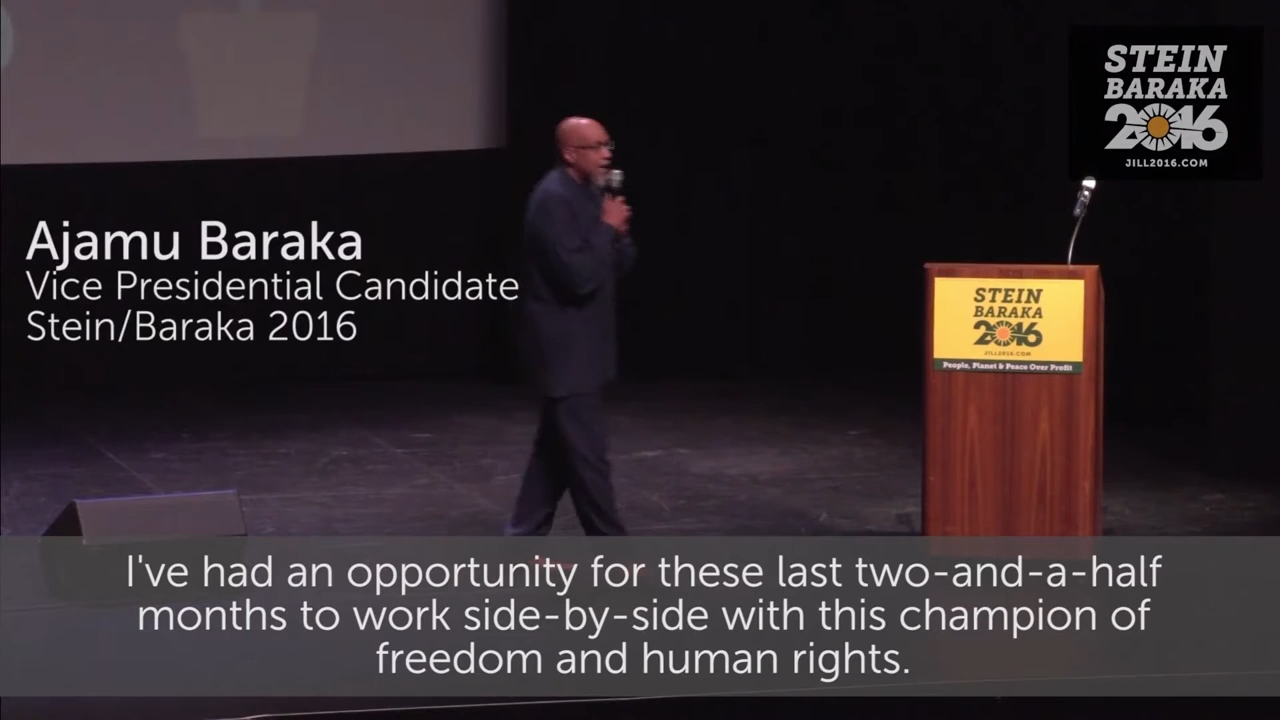 STEIN
BARAKA
2016
JILL2016.COM
Ajamu Baraka
Vice Presidential Candidate
Stein/Baraka 2016
STEIN
BARAKA
2016
JILL2016.COM
People, Planet & Peace Over Profit
I've had an opportunity for these last two-and-a-half
months to work side-by-side with this champion of
freedom and human rights.